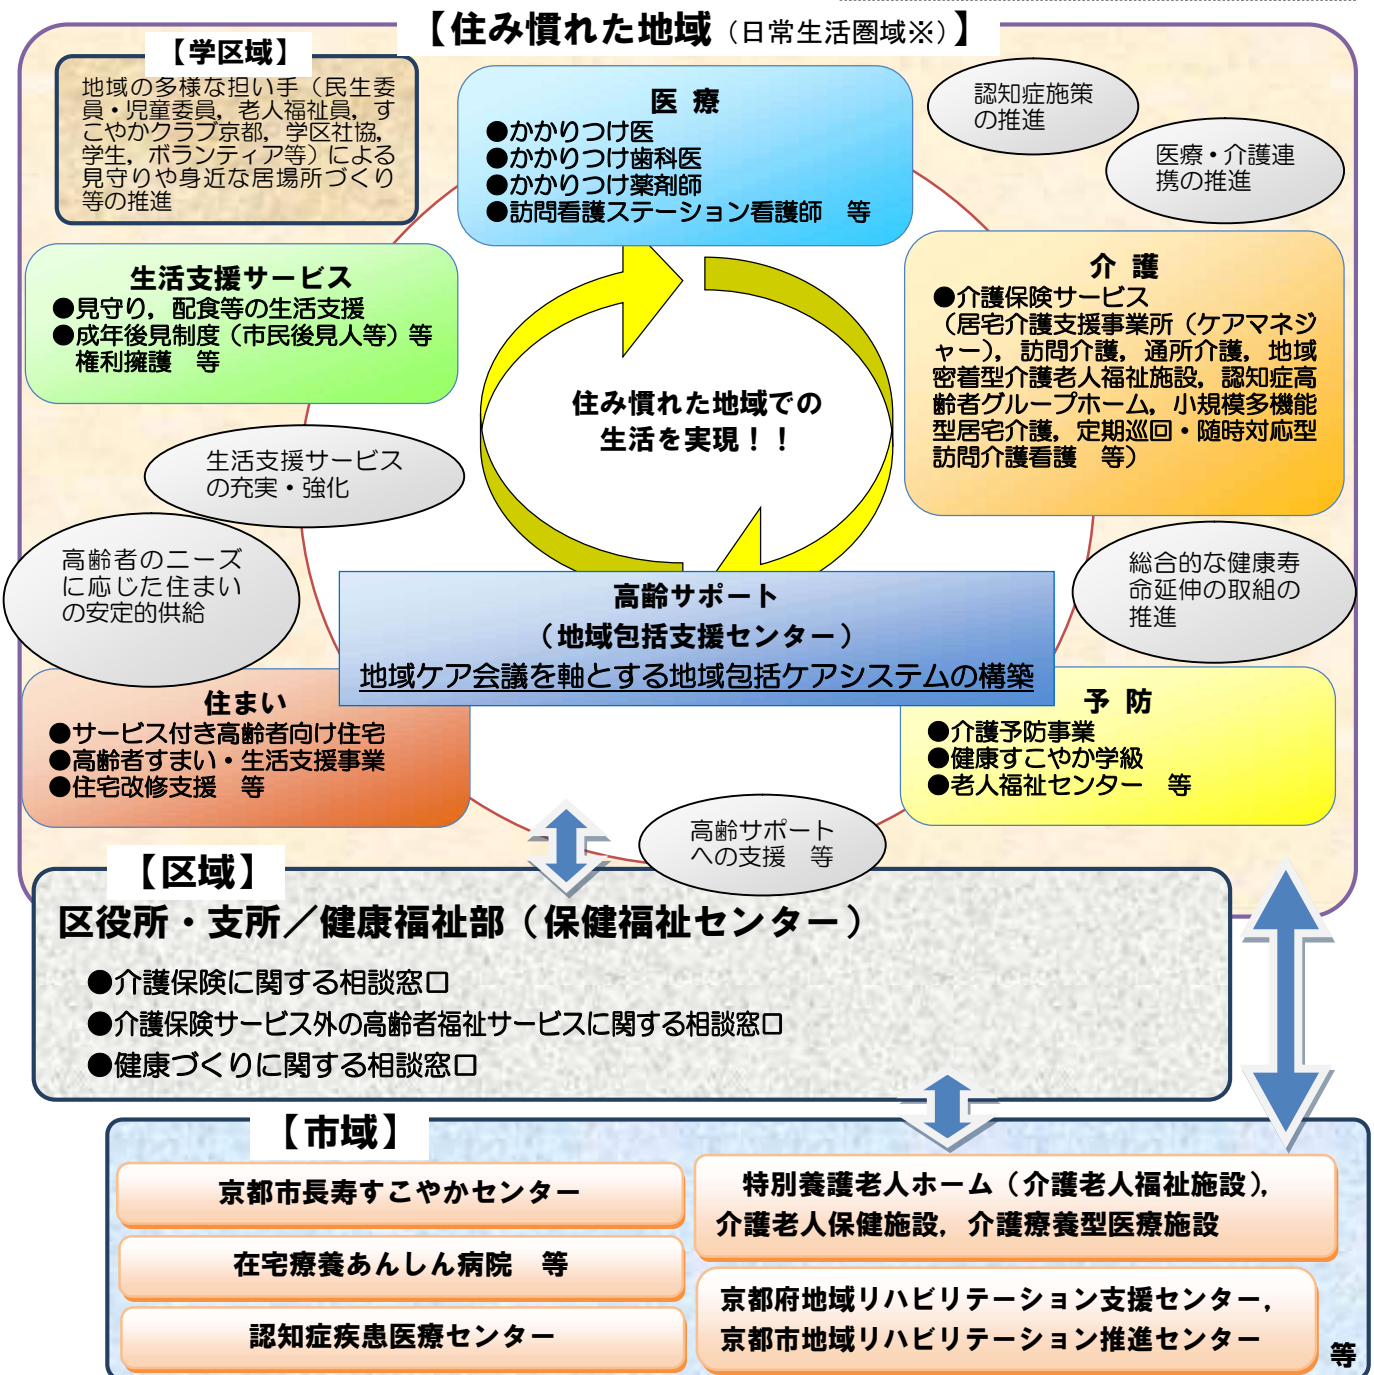 【住み慣れた地域（日常生活圏域※）】
【学区域】
地域の多様な担い手（民生委
員・児童委員，老人福祉員，す
こやかクラブ京都，学区社協，
学生，ボランティア等）による
見守りや身近な居場所づくり
等の推進
医 療
●かかりつけ医
●かかりつけ歯科医
●かかりつけ薬剤師
●訪問看護ステーション看護師　等
認知症施策
の推進
医療・介護連
携の推進
生活支援サービス
●見守り，配食等の生活支援
●成年後見制度（市民後見人等）等
権利擁護　等
介 護
●介護保険サービス
（居宅介護支援事業所（ケアマネジ
ャー），訪問介護，通所介護，地域
密着型介護老人福祉施設，認知症高
齢者グループホーム，小規模多機能
型居宅介護，定期巡回・随時対応型
訪問介護看護　等）
住み慣れた地域での
生活を実現！！
生活支援サービス
の充実・強化
高齢者のニーズ
に応じた住まい
の安定的供給
総合的な健康寿
命延伸の取組の
推進
高齢サポート
（地域包括支援センター）
地域ケア会議を軸とする地域包括ケアシステムの構築
住まい
●サービス付き高齢者向け住宅
●高齢者すまい・生活支援事業
●住宅改修支援　等
予 防
●介護予防事業
●健康すこやか学級
●老人福祉センター　等
高齢サポート
への支援　等
【区域】
区役所・支所／健康福祉部（保健福祉センター）
●介護保険に関する相談窓口
●介護保険サービス外の高齢者福祉サービスに関する相談窓口
●健康づくりに関する相談窓口
【市域】
京都市長寿すこやかセンター
在宅療養あんしん病院　等
認知症疾患医療センター
特別養護老人ホーム（介護老人福祉施設），
介護老人保健施設，介護療養型医療施設
京都府地域リハビリテーション支援センター，
京都市地域リハビリテーション推進センター
等